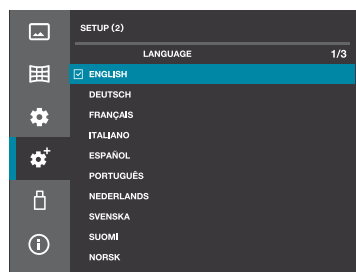 SETUP (2)
LANGUAGE 1/3
ENGLISH
DEUTSCH
FRANÇAIS
ITALIANO
ESPAÑOL
PORTUGUÊS
NEDERLANDS
SVENSKA
SUOMI
NORSK